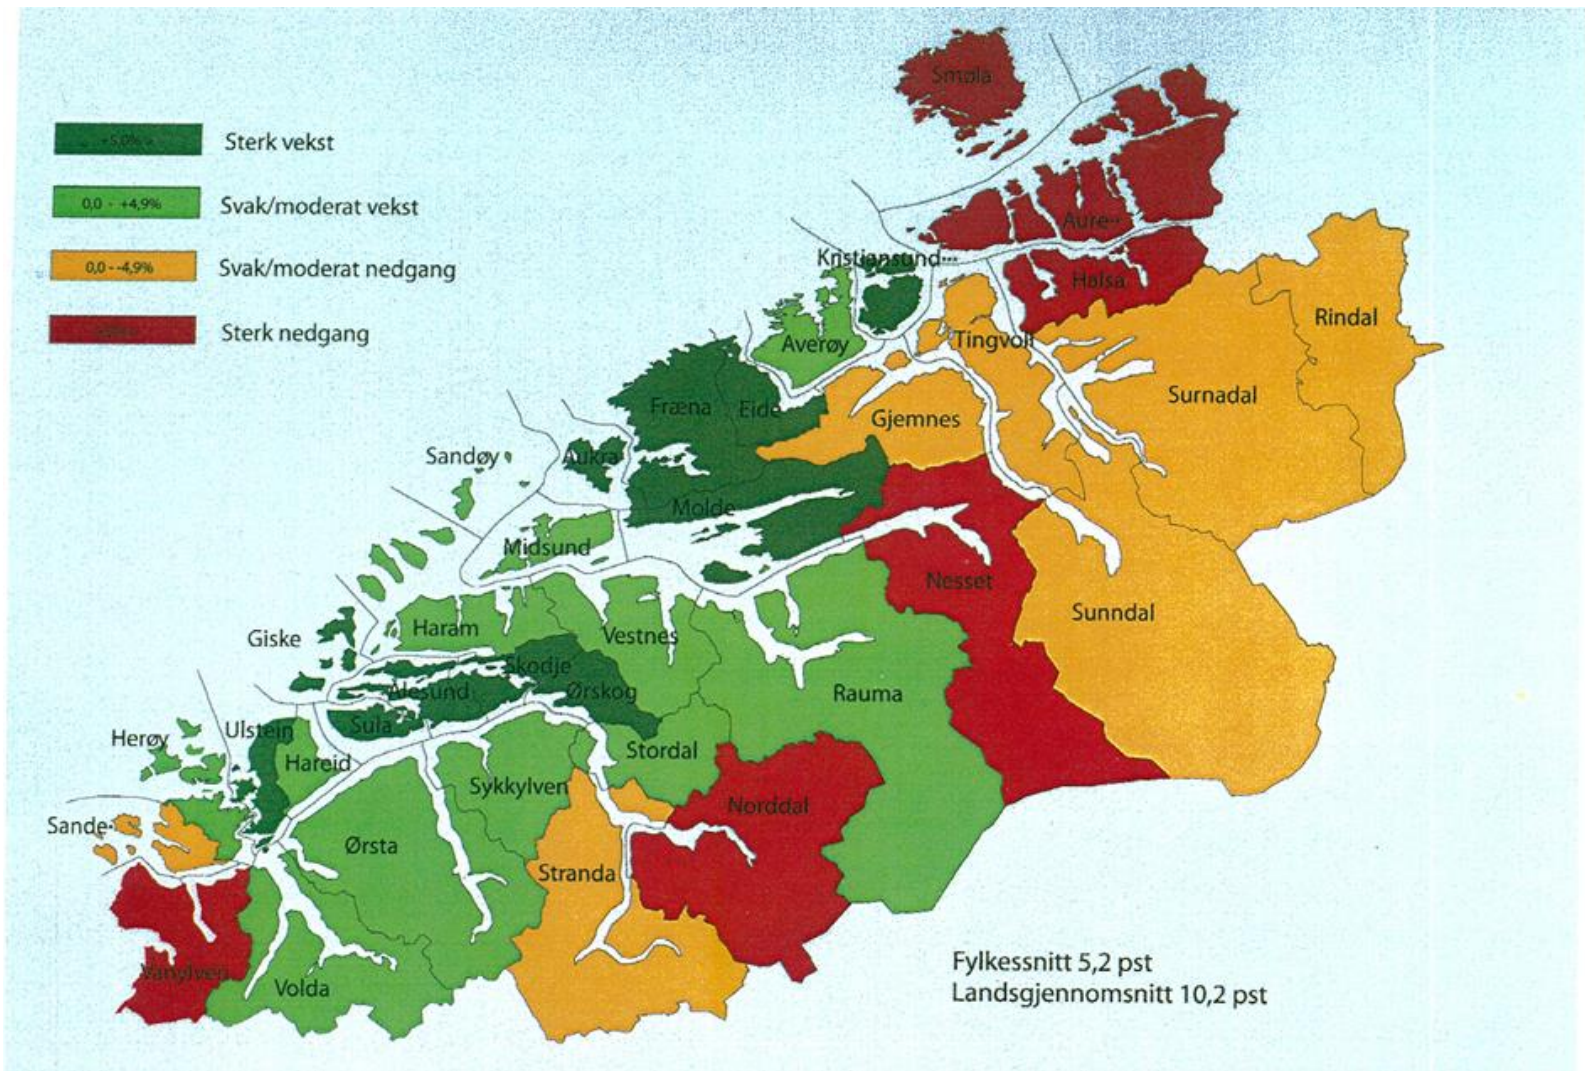 +5,0%>
Sterk vekst
0,0 - +4,9%
Svak/moderat vekst
0,0 - -4,9%
Svak/moderat nedgang
Sterk nedgang
Smøla
Aure**
Kristiansund***
Halsa
Rindal
Averøy
Tingvoll
Surnadal
Fræna
Eide
Gjemnes
Sandøy
Aukra
Molde
Midsund
Nesset
Sunndal
Giske
Haram
Vestnes
Skodje
Ålesund
Ørskog
Rauma
Herøy
Ulstein
Sula
Hareid
Stordal
Sykkylven
Norddal
Sande*
Ørsta
Stranda
Vanylven
Volda
Fylkessnitt 5,2 pst
Landsgjennomsnitt 10,2 pst